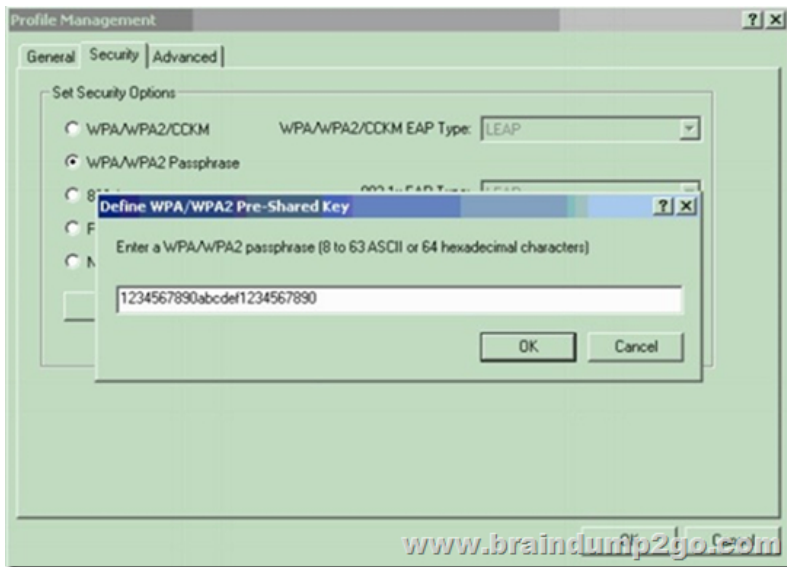 Profile Management
General Security Advanced
Set Security Options
WPA/WPA2/CCKM WPA/WPA2/CCKM EAP Type: LEAP
WPA/WPA2 Passphrase
Define WPA/WPA2 Pre-Shared Key
Enter a WPA/WPA2 passphrase (8 to 63 ASCII or 64 hexadecimal characters)
1234567890abcdef1234567890
OK Cancel
OK Cancel
www.braindump2go.com